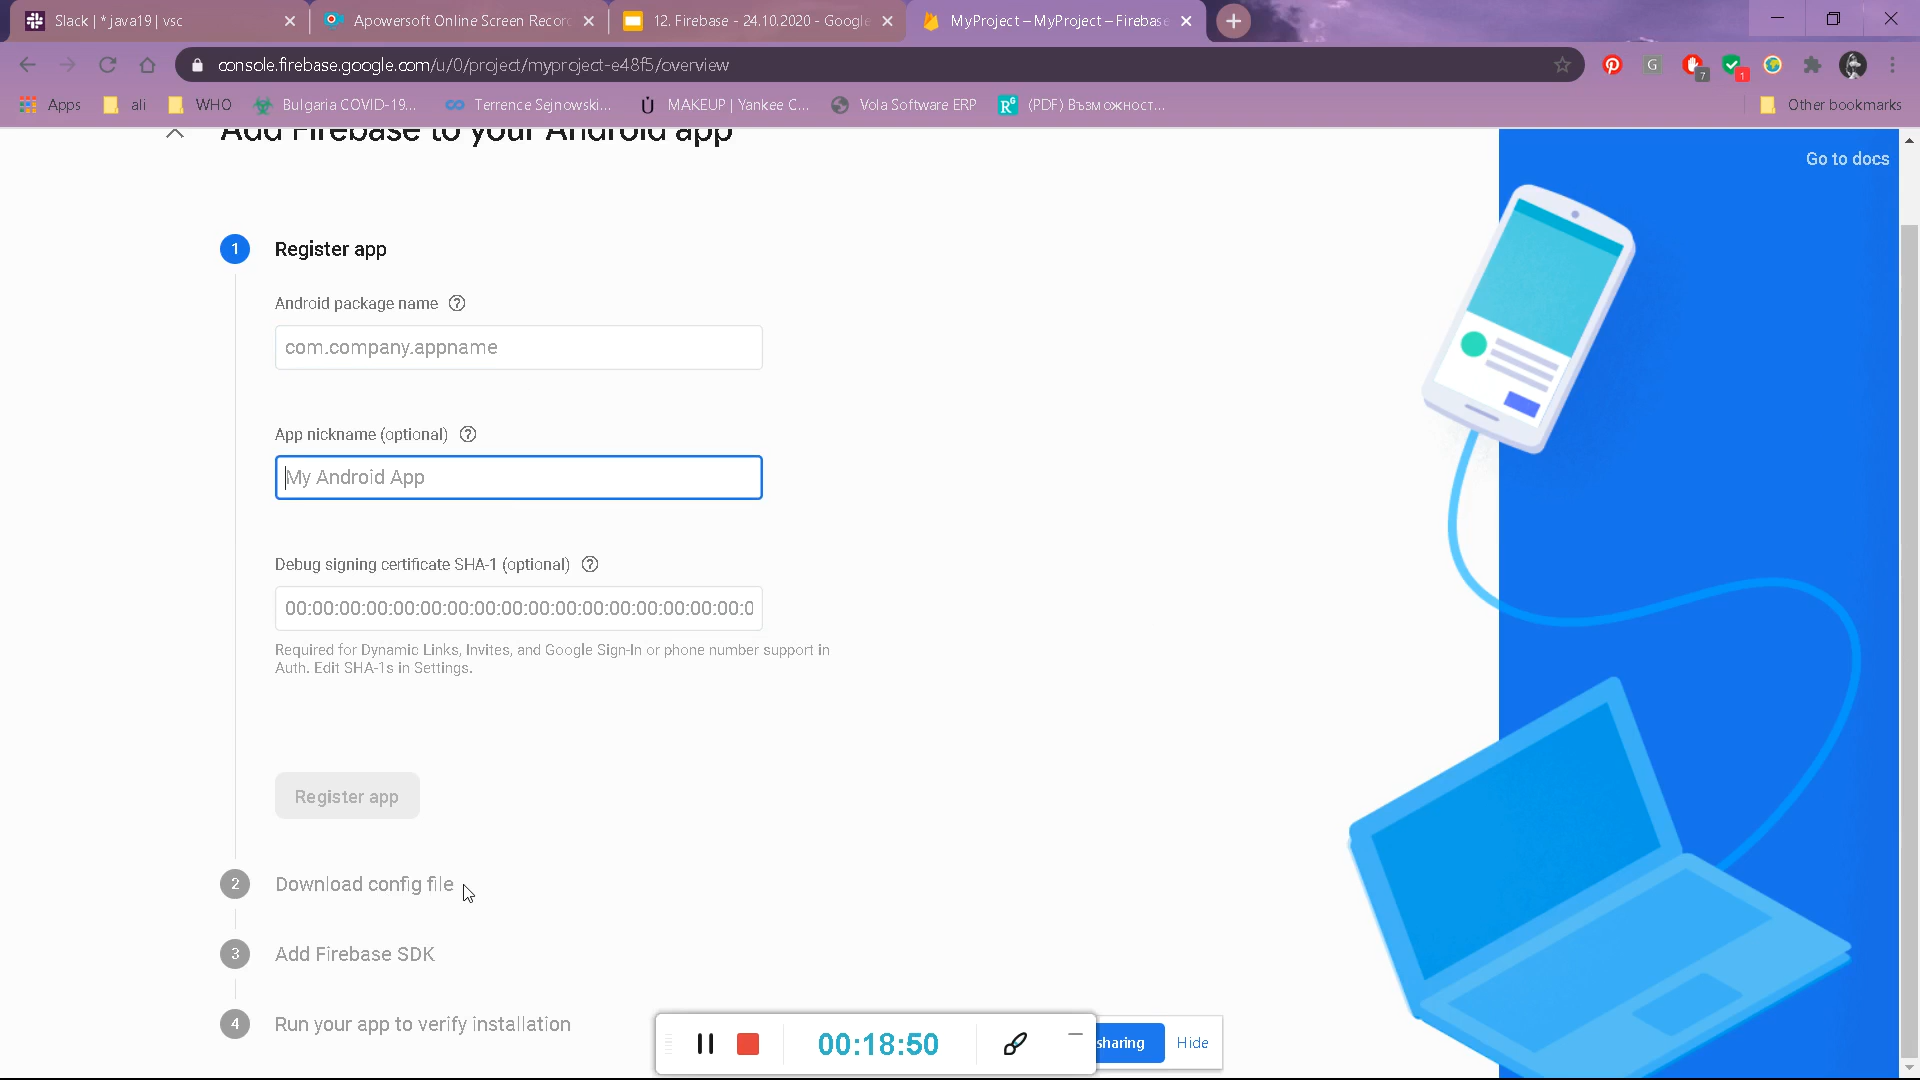 Slack | * java19 | vsc
Apowersoft Online Screen Recor
12. Firebase - 24.10.2020 - Google
MyProject – MyProject – Firebase
console.firebase.google.com/u/0/project/myproject-e48f5/overview
G
7
1
Apps
ali
WHO
Bulgaria COVID-19...
Terrence Sejnowski...
MAKEUP | Yankee C...
Vola Software ERP
(PDF) Възможност...
Other bookmarks
Add Firebase to your Android app
Go to docs
1 Register app
Android package name
com.company.appname
App nickname (optional)
My Android App
Debug signing certificate SHA-1 (optional)
00:00:00:00:00:00:00:00:00:00:00:00:00:00:00:00:00:0
Required for Dynamic Links, Invites, and Google Sign-In or phone number support in
Auth. Edit SHA-1s in Settings.
Register app
2 Download config file
3 Add Firebase SDK
4 Run your app to verify installation
00:18:50
sharing
Hide